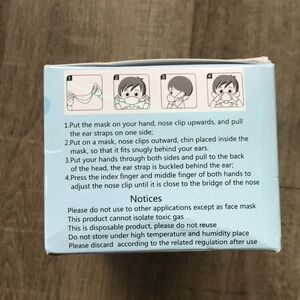 1 2 3 4
1.Put the mask on your hand, nose clip upwards, and pull
the ear straps on one side;
2.Put on a mask, nose clips outward, chin placed inside the
mask, so that it fits snugly behind your ears.
3.Put your hands through both sides and pull to the back
of the head, the ear strap is buckled behind the ear;
4.Press the index finger and middle finger of both hands to
adjust the nose clip until it is close to the bridge of the nose
Notices
Please do not use to other applications except as face mask
This product cannot isolate toxic gas
This is disposable product, please do not reuse
Do not store under high temperature and humidity place
Please discard according to the related regulation after use